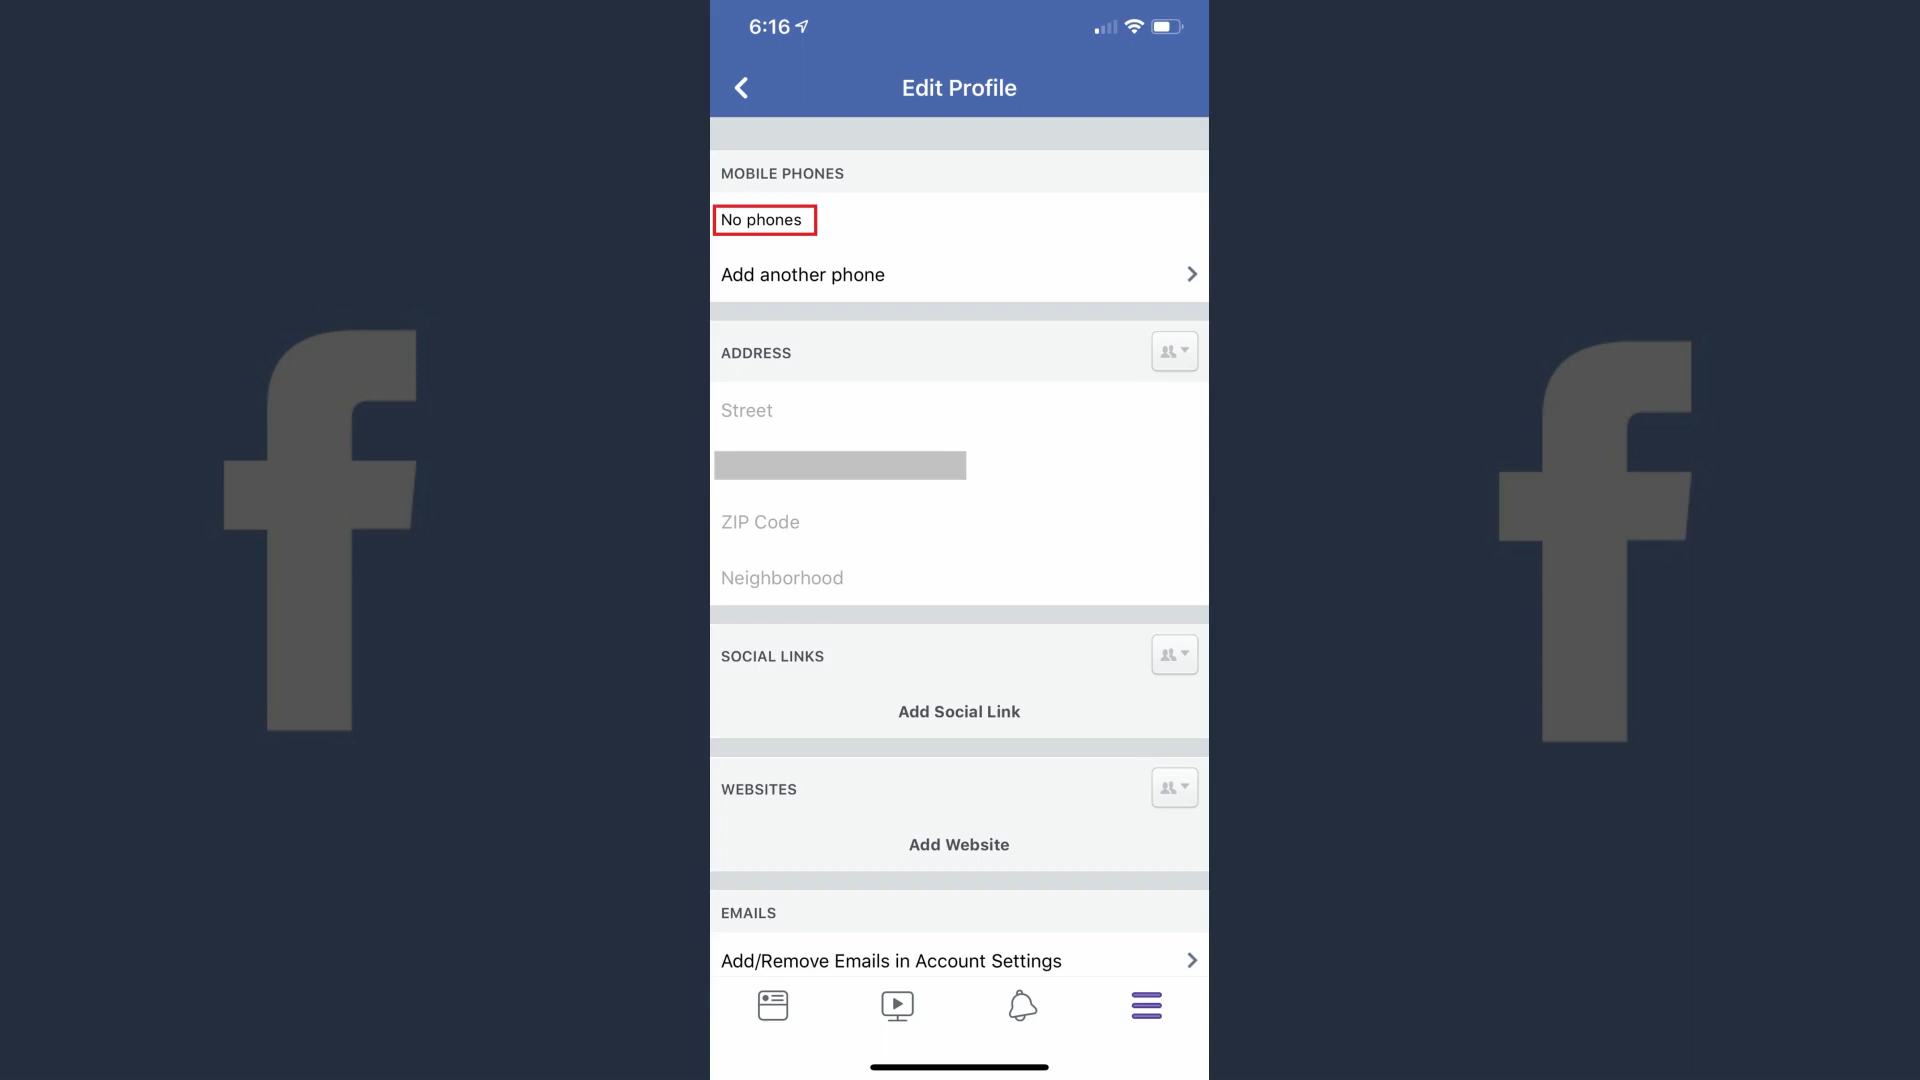 6:16
Edit Profile
MOBILE PHONES
No phones
Add another phone
ADDRESS
Street
ZIP Code
Neighborhood
SOCIAL LINKS
Add Social Link
WEBSITES
Add Website
EMAILS
Add/Remove Emails in Account Settings